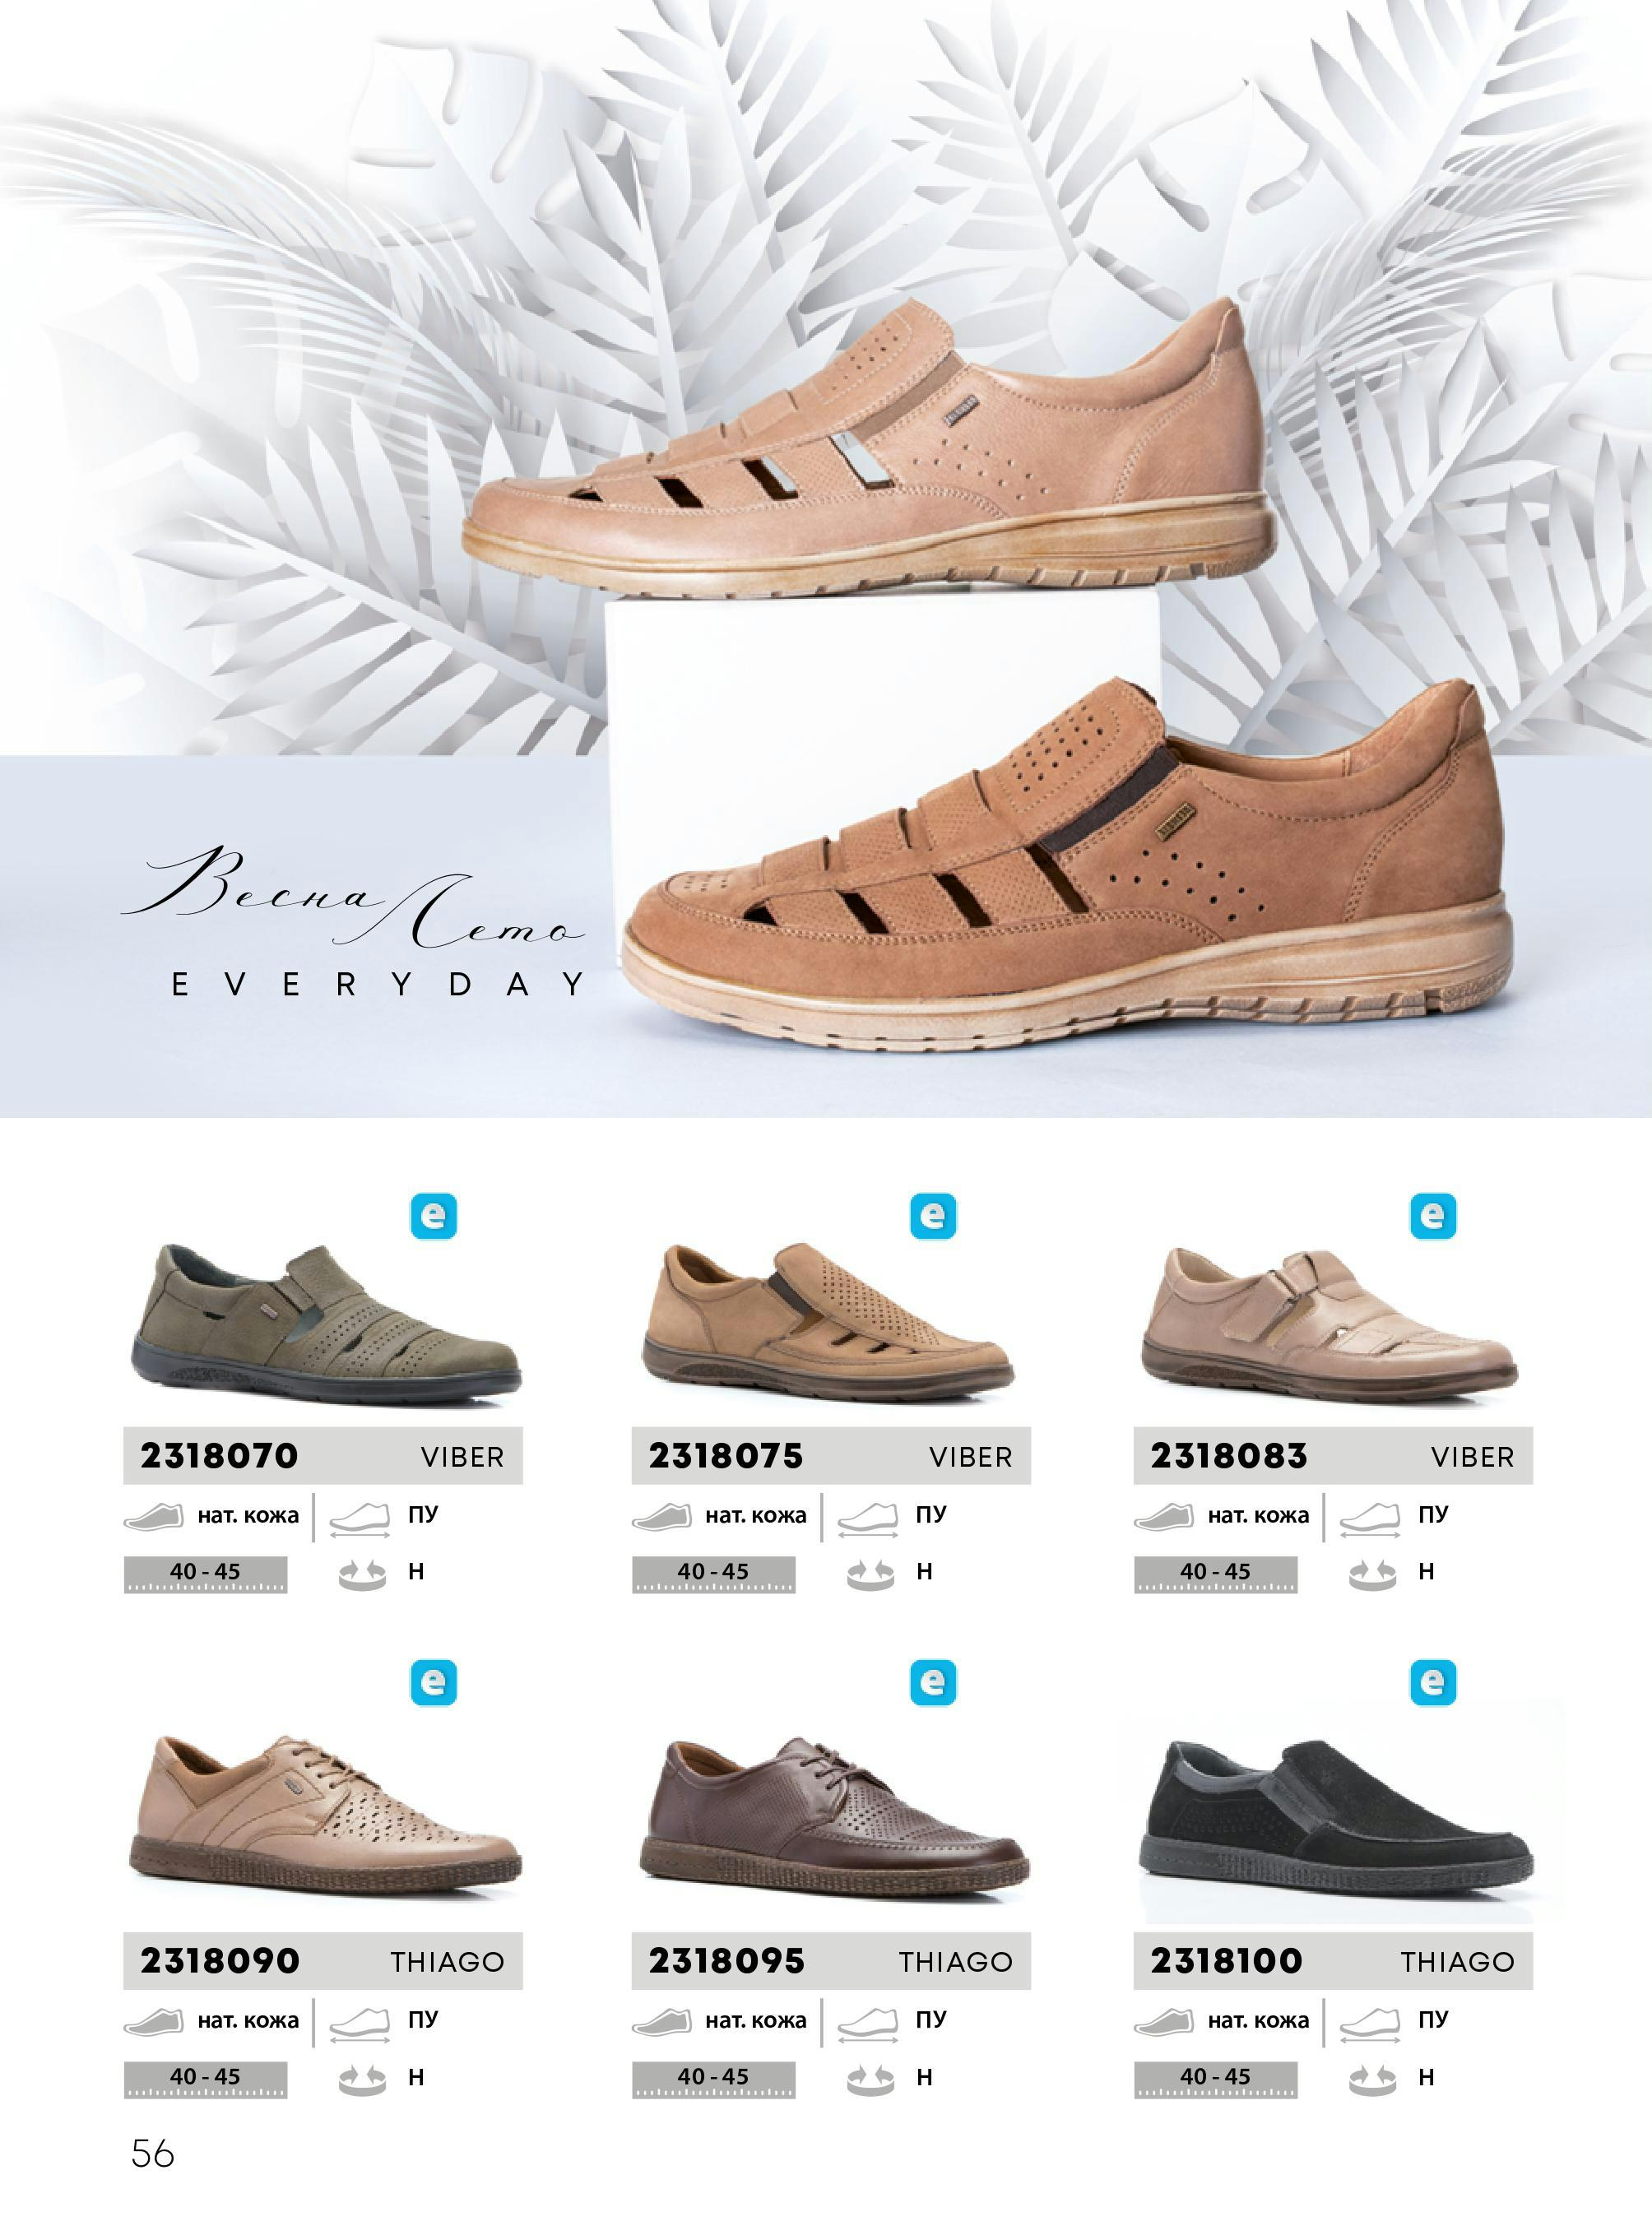 Весна Лето
EVERYDAY
e e e
2318070 VIBER
2318075 VIBER
2318083 VIBER
нат. кожа ПУ
нат. кожа ПУ
нат. кожа ПУ
40 - 45 Н
40 - 45 Н
40 - 45 Н
e e e
2318090 THIAGO
2318095 THIAGO
2318100 THIAGO
нат. кожа ПУ
нат. кожа ПУ
нат. кожа ПУ
40 - 45 Н
40 - 45 Н
40 - 45 Н
56